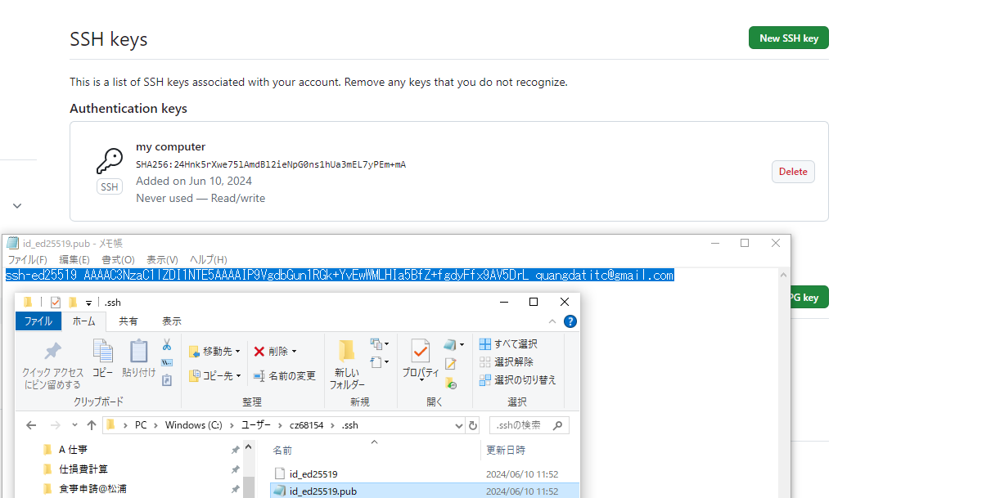 SSH keys
New SSH key
This is a list of SSH keys associated with your account. Remove any keys that you do not recognize.
Authentication keys
my computer
SHA256:24Hnk5rXwe75lAmdBl2ieNpG0ns1hUa3mEL7yPEm+mA
SSH
Added on Jun 10, 2024
Never used — Read/write
Delete
id_ed25519.pub - メモ帳
ファイル(F) 編集(E) 書式(O) 表示(V) ヘルプ(H)
ssh-ed25519 AAAAC3NzaC1lZDI1NTE5AAAAIP9VgdbGunlRGk+YvEwWMLHIa5BfZ+fgdyFfx9AV5DrL quangdatitc@gmail.com
PG key
.ssh
ファイル ホーム 共有 表示
クイック アクセス
にピン留めする
コピー
貼り付け
移動先
コピー先
削除
名前の変更
新しい
フォルダー
プロパティ
すべて選択
選択解除
選択の切り替え
クリップボード 整理 新規 開く 選択
PC Windows (C:) ユーザー cz68154 .ssh
.sshの検索
A 仕事
仕損費計算
食事申請@松浦
名前 更新日時
id_ed25519 2024/06/10 11:52
id_ed25519.pub 2024/06/10 11:52